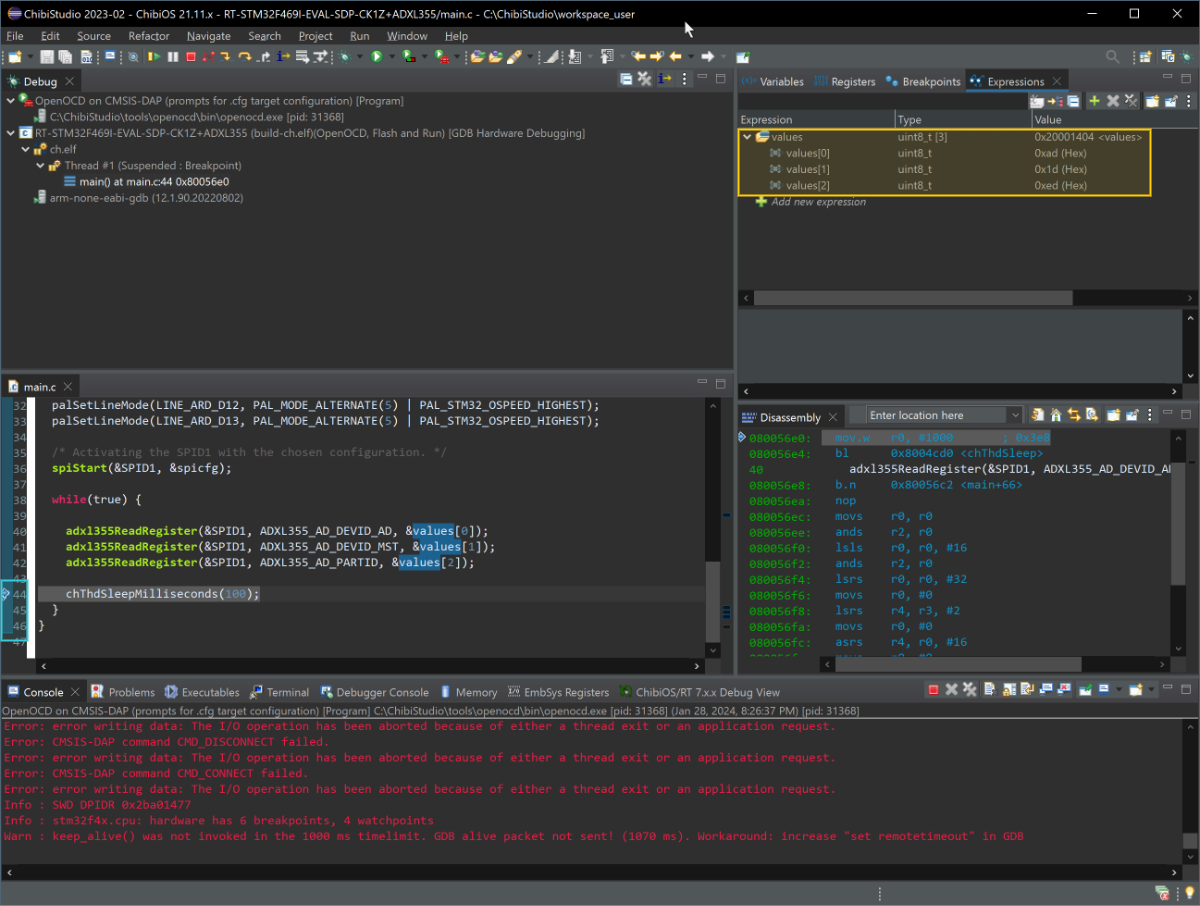 ChibiStudio 2023-02 - ChibiOS 21.11.x - RT-STM32F469I-EVAL-SDP-CK1Z+ADXL355/main.c - C:\ChibiStudio\workspace_user
File Edit Source Refactor Navigate Search Project Run Window Help
Debug
OpenOCD on CMSIS-DAP (prompts for .cfg target configuration) [Program]
C:\ChibiStudio\tools\openocd\bin\openocd.exe [pid: 31368]
RT-STM32F469I-EVAL-SDP-CK1Z+ADXL355 (build-ch.elf)(OpenOCD, Flash and Run) [GDB Hardware Debugging]
ch.elf
Thread #1 (Suspended : Breakpoint)
main() at main.c:44 0x80056e0
arm-none-eabi-gdb (12.1.90.20220802)
Variables Registers Breakpoints Expressions
Expression Type Value
values uint8_t [3] 0x20001404 <values>
values[0] uint8_t 0xad (Hex)
values[1] uint8_t 0x1d (Hex)
values[2] uint8_t 0xed (Hex)
Add new expression
main.c
32 palSetLineMode(LINE_ARD_D12, PAL_MODE_ALTERNATE(5) | PAL_STM32_OSPEED_HIGHEST);
33 palSetLineMode(LINE_ARD_D13, PAL_MODE_ALTERNATE(5) | PAL_STM32_OSPEED_HIGHEST);
34
35 /* Activating the SPID1 with the chosen configuration. */
36 spiStart(&SPID1, &spicfg);
37
38 while(true) {
39
40 adxl355ReadRegister(&SPID1, ADXL355_AD_DEVID_AD, &values[0]);
41 adxl355ReadRegister(&SPID1, ADXL355_AD_DEVID_MST, &values[1]);
42 adxl355ReadRegister(&SPID1, ADXL355_AD_PARTID, &values[2]);
43
44 chThdSleepMilliseconds(100);
45 }
46 }
47
Disassembly Enter location here
080056e0: mov.w r0, #1000 ; 0x3e8
080056e4: bl 0x8004cd0 <chThdSleep>
40 adxl355ReadRegister(&SPID1, ADXL355_AD_DEVID_AD
080056e8: b.n 0x80056c2 <main+66>
080056ea: nop
080056ec: movs r0, r0
080056ee: ands r2, r0
080056f0: lsls r0, r0, #16
080056f2: ands r2, r0
080056f4: lsrs r0, r0, #32
080056f6: movs r0, #0
080056f8: lsrs r4, r3, #2
080056fa: movs r0, #0
080056fc: asrs r4, r0, #16
Console Problems Executables Terminal Debugger Console Memory EmbSys Registers ChibiOS/RT 7.x.x Debug View
OpenOCD on CMSIS-DAP (prompts for .cfg target configuration) [Program] C:\ChibiStudio\tools\openocd\bin\openocd.exe [pid: 31368] (Jan 28, 2024, 8:26:37 PM) [pid: 31368]
Error: error writing data: The I/O operation has been aborted because of either a thread exit or an application request.
Error: CMSIS-DAP command CMD_DISCONNECT failed.
Error: error writing data: The I/O operation has been aborted because of either a thread exit or an application request.
Error: CMSIS-DAP command CMD_CONNECT failed.
Error: error writing data: The I/O operation has been aborted because of either a thread exit or an application request.
Info : SWD DPIDR 0x2ba01477
Info : stm32f4x.cpu: hardware has 6 breakpoints, 4 watchpoints
Warn : keep_alive() was not invoked in the 1000 ms timelimit. GDB alive packet not sent! (1070 ms). Workaround: increase "set remotetimeout" in GDB